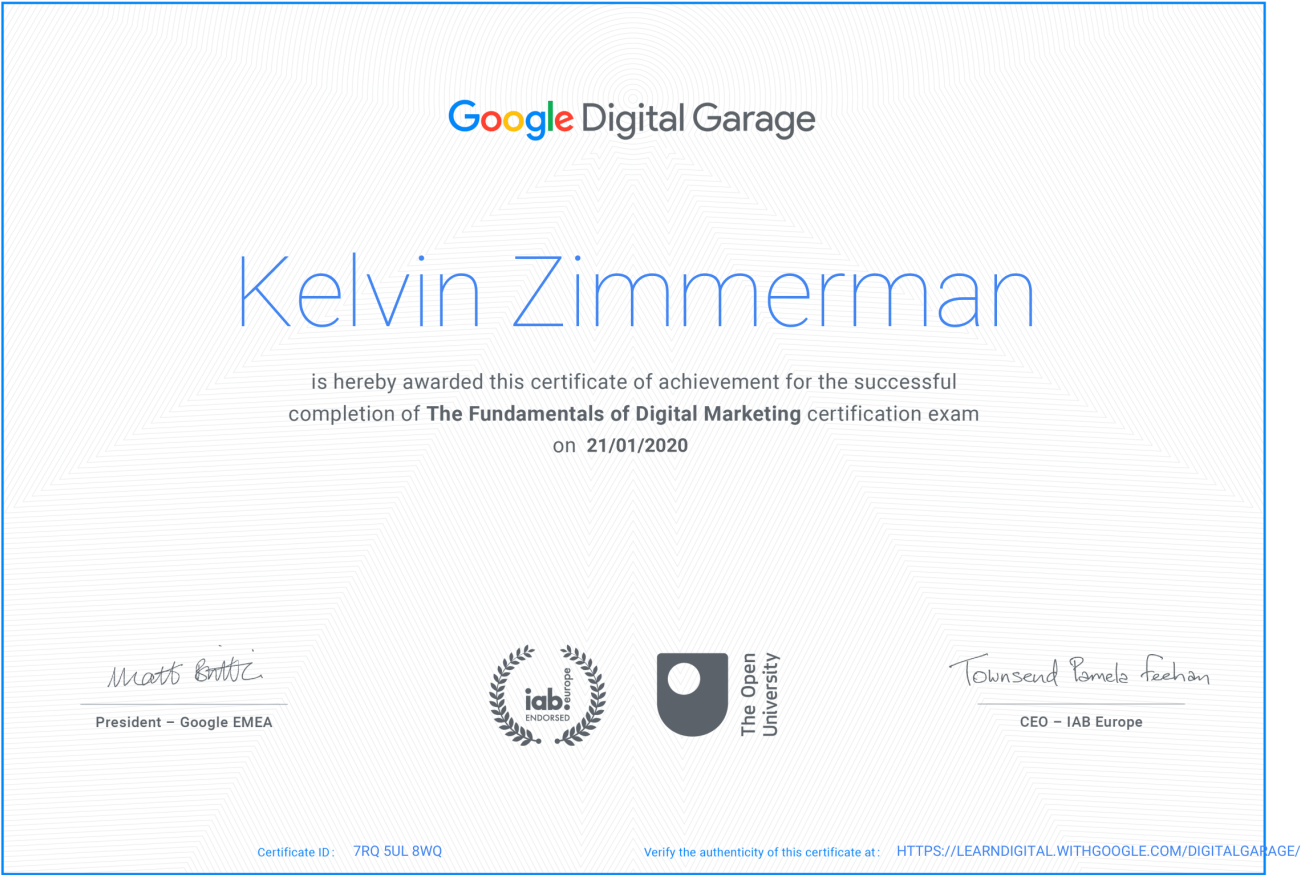 Google Digital Garage
Kelvin Zimmerman
is hereby awarded this certificate of achievement for the successful
completion of The Fundamentals of Digital Marketing certification exam
on 21/01/2020
Matt
President – Google EMEA
iab. europe
ENDORSED
The Open
University
Townsend Pamela Feehan
CEO – IAB Europe
Certificate ID : 7RQ 5UL 8WQ
Verify the authenticity of this certificate at : HTTPS://LEARNDIGITAL.WITHGOOGLE.COM/DIGITALGARAGE/